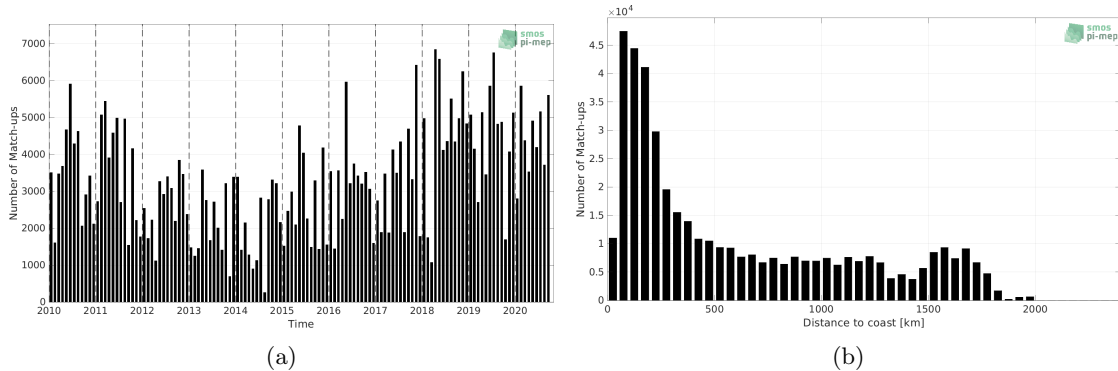 7000
6000
5000
4000
3000
2000
1000
0
Number of Match-ups
2010 2011 2012 2013 2014 2015 2016 2017 2018 2019 2020
Time
smos
pi-mep
(a)
×10⁴
4.5
4
3.5
3
2.5
2
1.5
1
0.5
0
Number of Match-ups
0 500 1000 1500 2000
Distance to coast [km]
smos
pi-mep
(b)